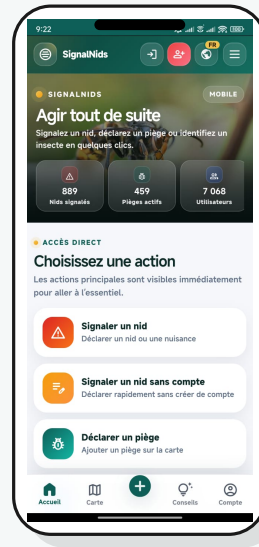 9:22
SignalNids
FR
SIGNALNIDS
MOBILE
Agir tout de suite
Signalez un nid, déclarez un piège ou identifiez un
insecte en quelques clics.
889
Nids signalés
459
Pièges actifs
7 068
Utilisateurs
ACCÈS DIRECT
Choisissez une action
Les actions principales sont visibles immédiatement
pour aller à l'essentiel.
Signaler un nid
Déclarer un nid ou une nuisance
Signaler un nid sans compte
Déclarer rapidement sans créer de compte
Déclarer un piège
Ajouter un piège sur la carte
Accueil
Carte
Conseils
Compte